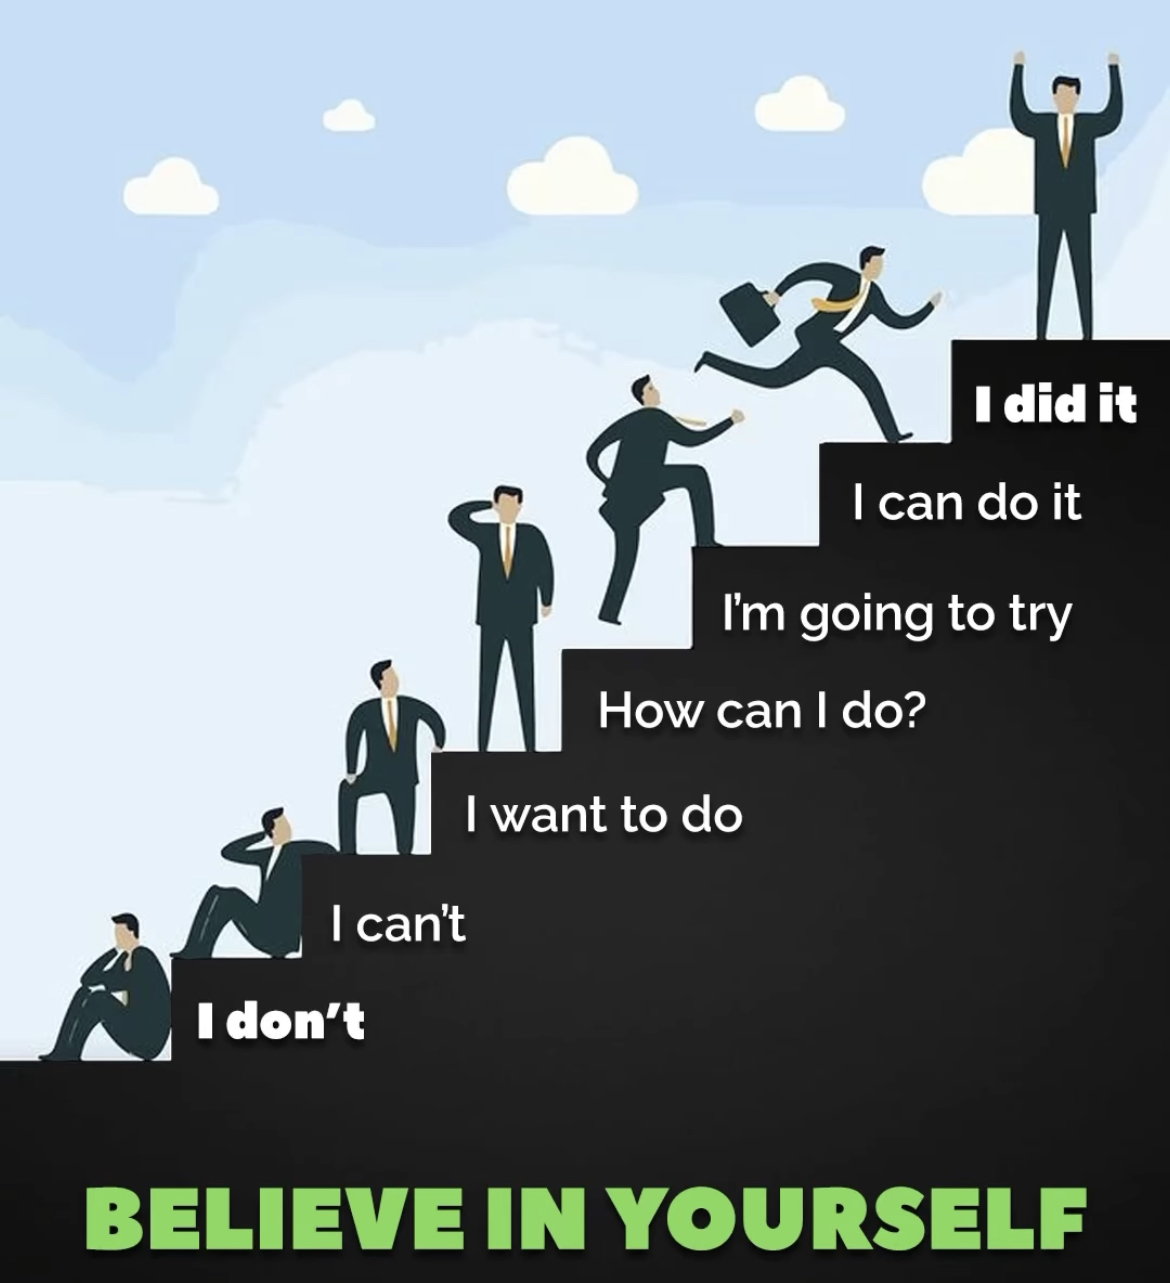 I did it
I can do it
I'm going to try
How can I do?
I want to do
I can't
I don't
BELIEVE IN YOURSELF